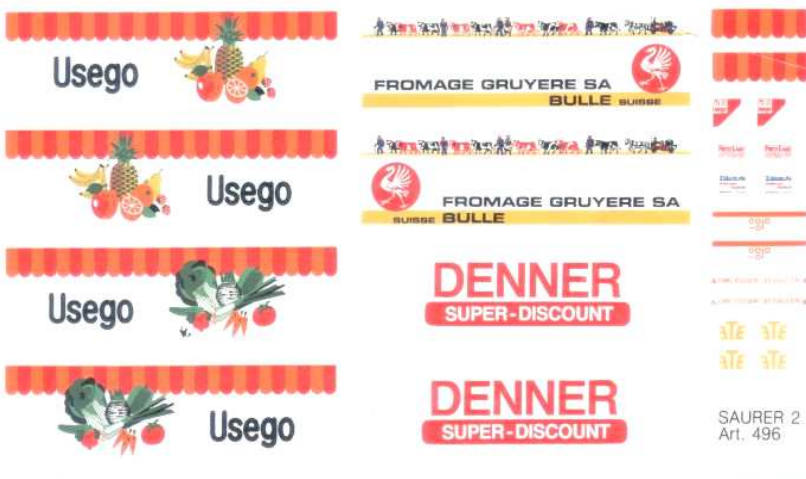 Usego
Usego
Usego
Usego
FROMAGE GRUYERE SA
BULLE SUISSE
FROMAGE GRUYERE SA
SUISSE BULLE
DENNER
SUPER-DISCOUNT
DENNER
SUPER-DISCOUNT
SAURER 2
Art. 496